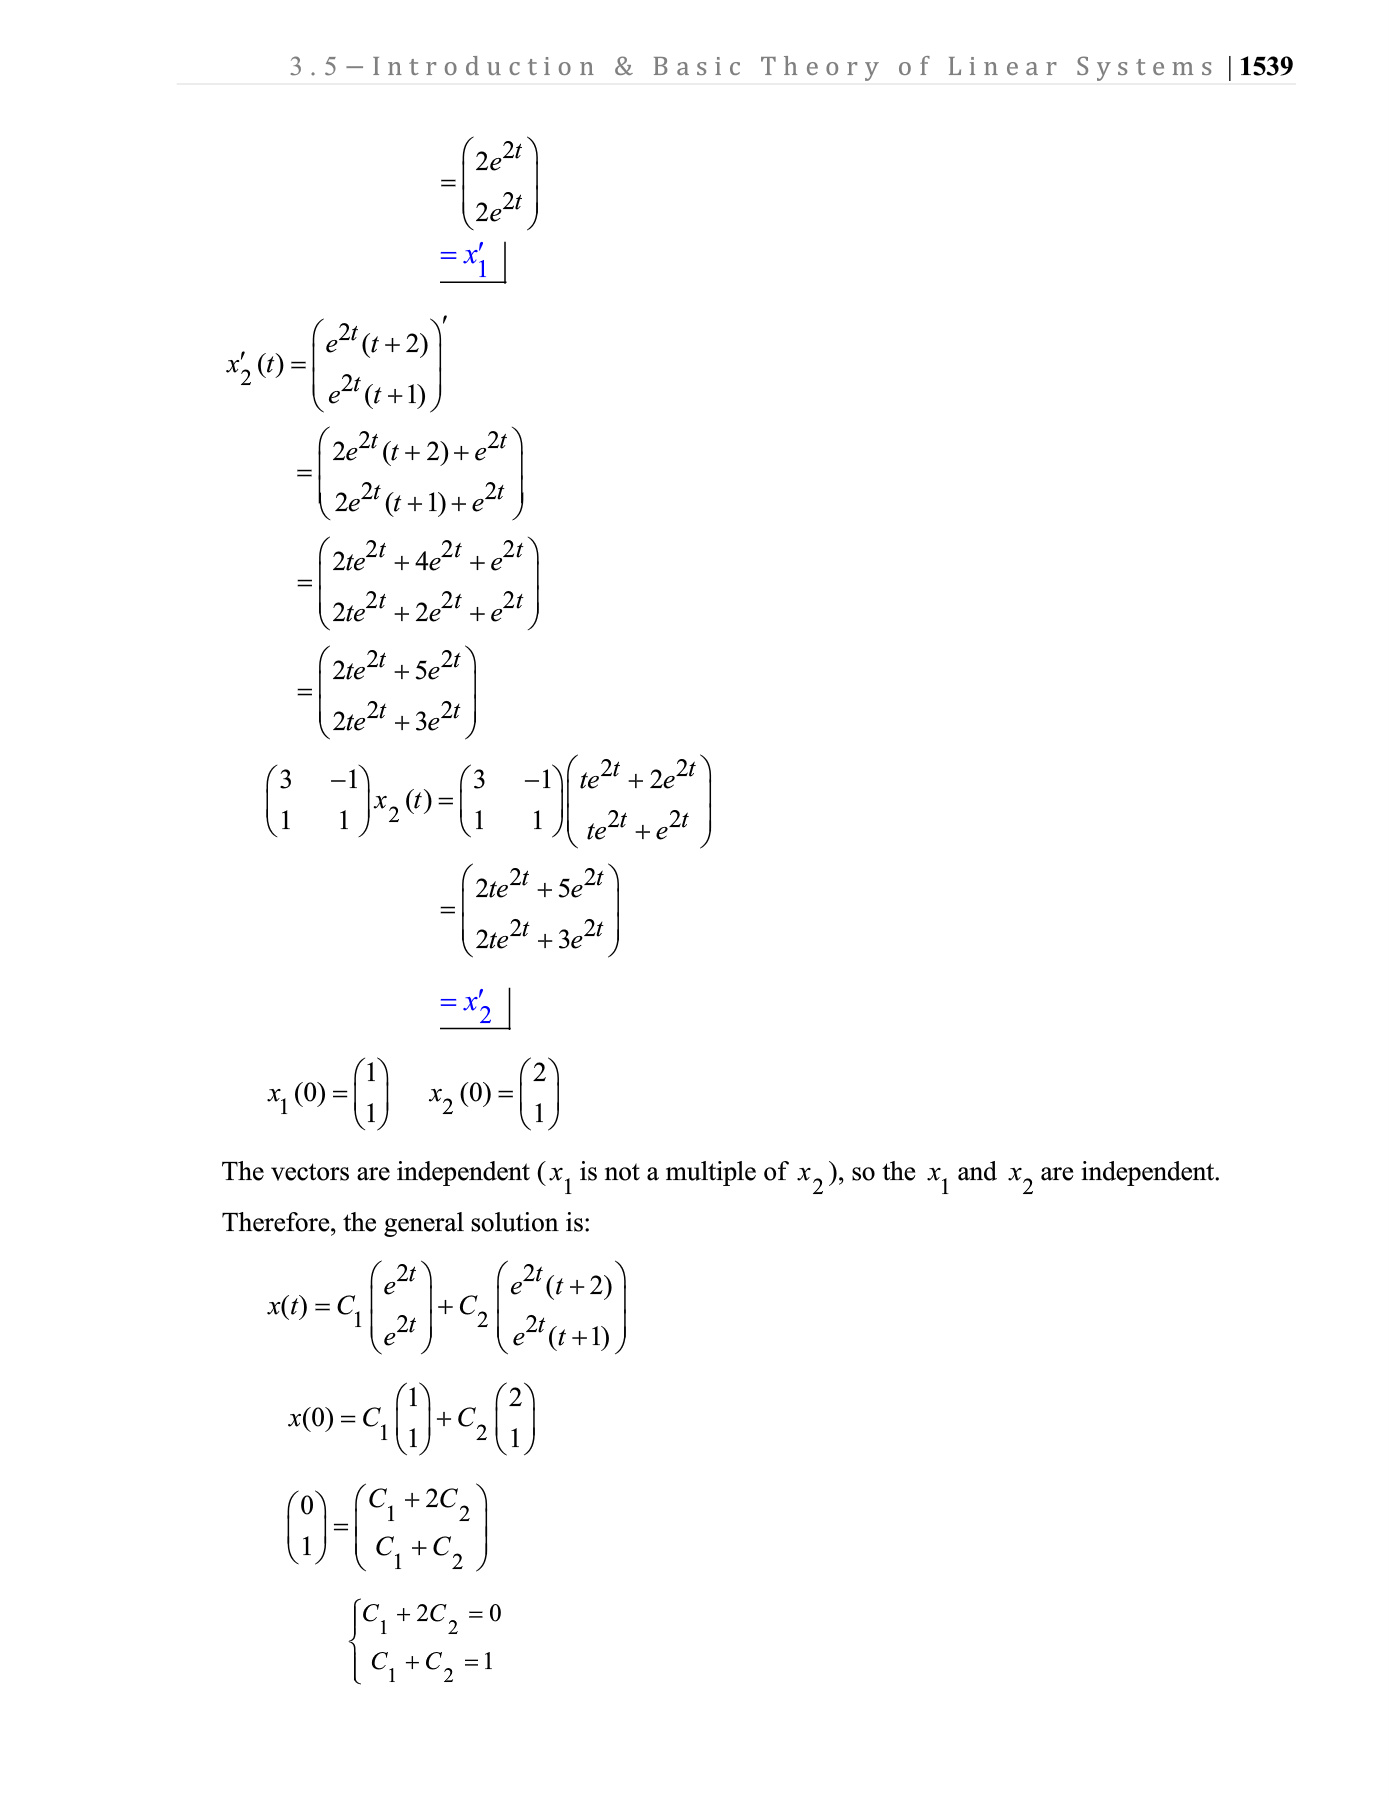 3.5 – Introduction & Basic Theory of Linear Systems | 1539
= \begin{pmatrix} 2e^{2t} \\ 2e^{2t} \end{pmatrix}
= x'_1
x'_2(t) = \begin{pmatrix} e^{2t}(t+2) \\ e^{2t}(t+1) \end{pmatrix}'
= \begin{pmatrix} 2e^{2t}(t+2)+e^{2t} \\ 2e^{2t}(t+1)+e^{2t} \end{pmatrix}
= \begin{pmatrix} 2te^{2t}+4e^{2t}+e^{2t} \\ 2te^{2t}+2e^{2t}+e^{2t} \end{pmatrix}
= \begin{pmatrix} 2te^{2t}+5e^{2t} \\ 2te^{2t}+3e^{2t} \end{pmatrix}
\begin{pmatrix} 3 & -1 \\ 1 & 1 \end{pmatrix} x_2(t) = \begin{pmatrix} 3 & -1 \\ 1 & 1 \end{pmatrix} \begin{pmatrix} te^{2t}+2e^{2t} \\ te^{2t}+e^{2t} \end{pmatrix}
= \begin{pmatrix} 2te^{2t}+5e^{2t} \\ 2te^{2t}+3e^{2t} \end{pmatrix}
= x'_2
x_1(0) = \begin{pmatrix} 1 \\ 1 \end{pmatrix} x_2(0) = \begin{pmatrix} 2 \\ 1 \end{pmatrix}
The vectors are independent (x_1 is not a multiple of x_2), so the x_1 and x_2 are independent.
Therefore, the general solution is:
x(t) = C_1 \begin{pmatrix} e^{2t} \\ e^{2t} \end{pmatrix} + C_2 \begin{pmatrix} e^{2t}(t+2) \\ e^{2t}(t+1) \end{pmatrix}
x(0) = C_1 \begin{pmatrix} 1 \\ 1 \end{pmatrix} + C_2 \begin{pmatrix} 2 \\ 1 \end{pmatrix}
\begin{pmatrix} 0 \\ 1 \end{pmatrix} = \begin{pmatrix} C_1+2C_2 \\ C_1+C_2 \end{pmatrix}
\begin{cases} C_1+2C_2=0 \\ C_1+C_2=1 \end{cases}